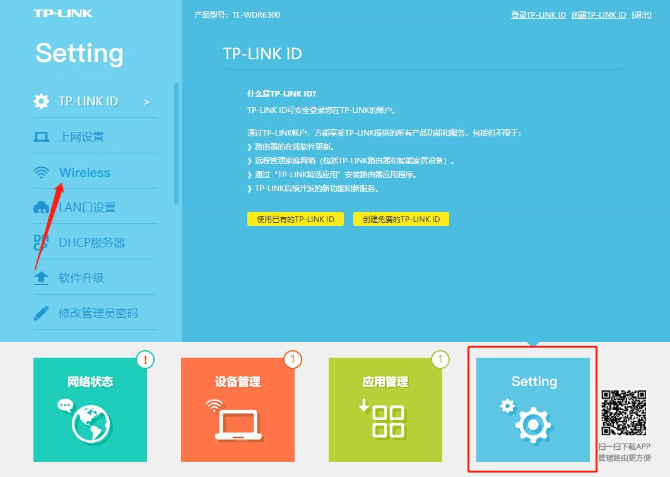 TP-LINK
产品型号: TL-WDR6300
登录TP-LINK ID 创建TP-LINK ID [退出]
Setting
TP-LINK ID >
上网设置
Wireless
LAN口设置
DHCP服务器
软件升级
修改管理员密码
TP-LINK ID
什么是TP-LINK ID?
TP-LINK ID可安全登录您在TP-LINK的账户。
通过TP-LINK帐户，方能享受TP-LINK提供的所有产品功能和服务，包括但不限于:
》路由器的在线软件更新。
》远程管理家庭网络（包括TP-LINK路由器和智能家居设备）。
》通过“TP-LINK精选应用”安装路由器应用程序。
》TP-LINK后续开发的新功能和新服务。
使用已有的TP-LINK ID 创建免费的TP-LINK ID
网络状态
!
设备管理
1
应用管理
1
Setting
扫一扫下载APP
管理路由更方便